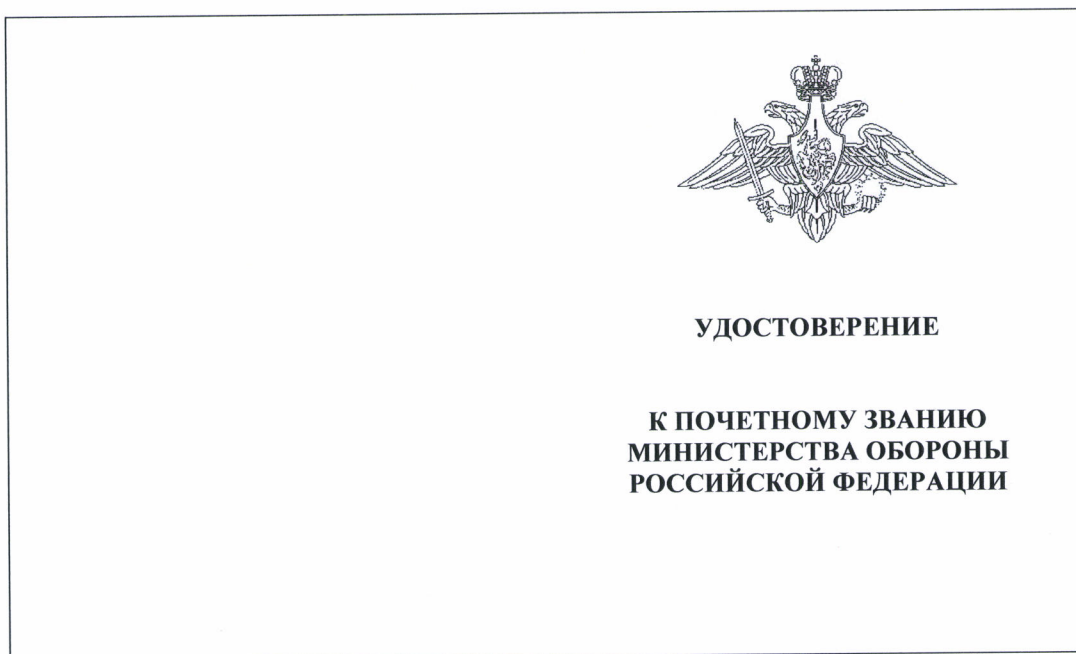 УДОСТОВЕРЕНИЕ
К ПОЧЕТНОМУ ЗВАНИЮ
МИНИСТЕРСТВА ОБОРОНЫ
РОССИЙСКОЙ ФЕДЕРАЦИИ